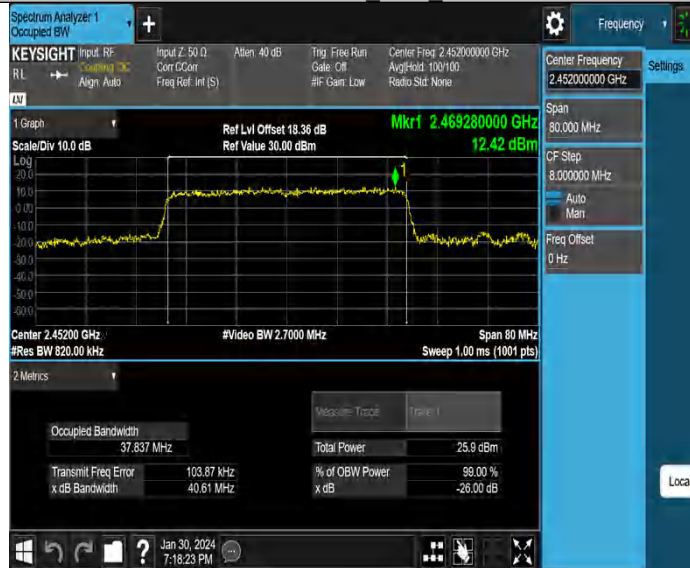 Spectrum Analyzer 1
Occupied BW
+
Frequency
KEYSIGHT Input: RF
RL
Coupling: DC
Align: Auto
Input Z: 50 Ω
Corr CCorr
Freq Ref: Int (S)
Atten: 40 dB
Trig: Free Run
Gate: Off
#IF Gain: Low
Center Freq: 2.452000000 GHz
Avg|Hold: 100/100
Radio Std: None
Center Frequency
2.452000000 GHz
Settings
Span
80.000 MHz
CF Step
8.000000 MHz
Auto
Man
Freq Offset
0 Hz
1 Graph
Scale/Div 10.0 dB
Ref Lvl Offset 18.36 dB
Ref Value 30.00 dBm
Mkr1 2.469280000 GHz
12.42 dBm
Log
20.0
10.0
0.00
-10.0
-20.0
-30.0
-40.0
-50.0
-60.0
1
Center 2.45200 GHz
#Res BW 820.00 kHz
#Video BW 2.7000 MHz
Span 80 MHz
Sweep 1.00 ms (1001 pts)
2 Metrics
Measure Trace
Trace 1
Occupied Bandwidth
37.837 MHz
Total Power
25.9 dBm
Transmit Freq Error
103.87 kHz
% of OBW Power
99.00 %
x dB Bandwidth
40.61 MHz
x dB
-26.00 dB
Loca
?
Jan 30, 2024
7:18:23 PM